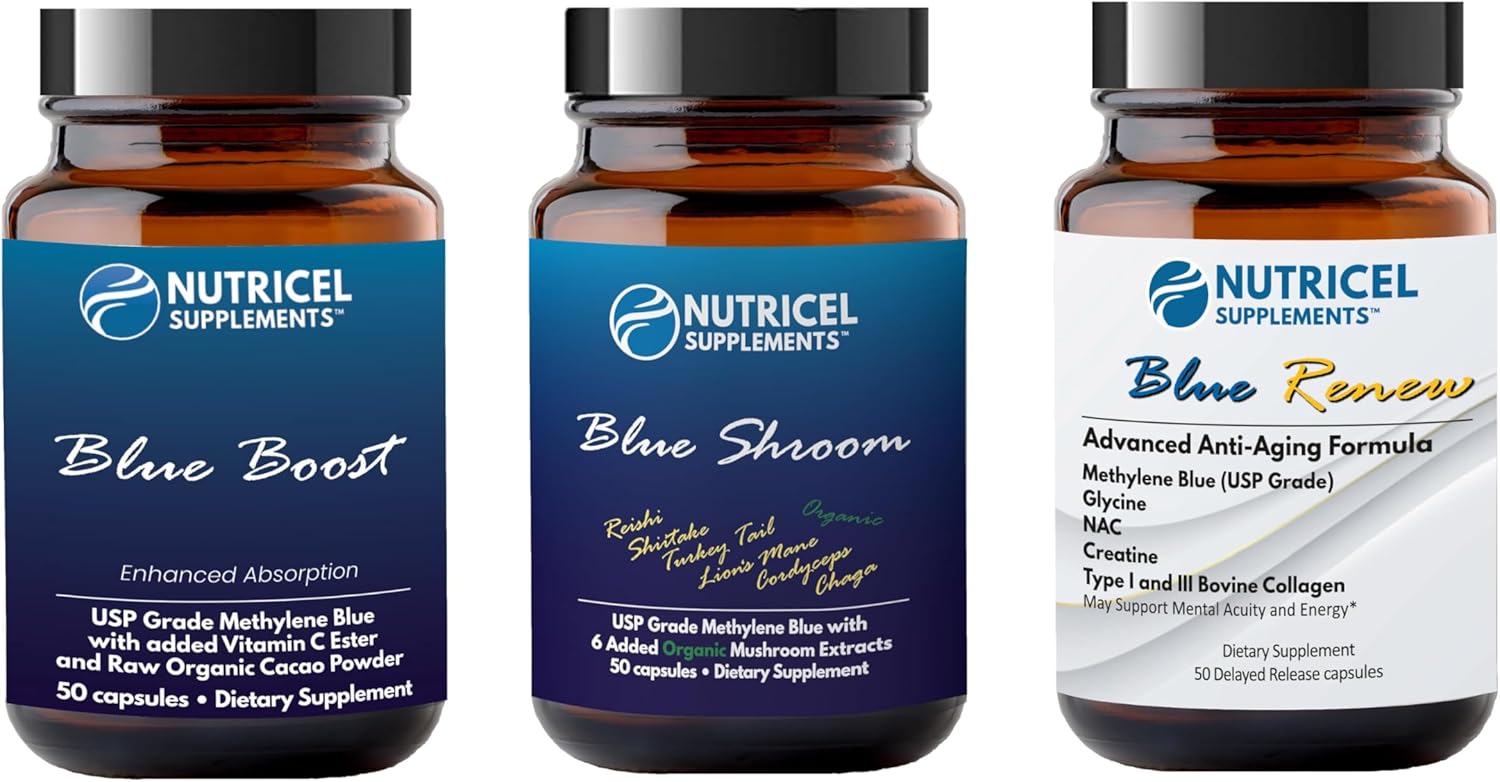 NUTRICEL
SUPPLEMENTS™
Blue Boost
Enhanced Absorption
USP Grade Methylene Blue
with added Vitamin C Ester
and Raw Organic Cacao Powder
50 capsules • Dietary Supplement
NUTRICEL
SUPPLEMENTS™
Blue Shroom
Organic
Reishi
Shiitake
Turkey Tail
Lion's Mane
Cordyceps
Chaga
USP Grade Methylene Blue with
6 Added Organic Mushroom Extracts
50 capsules • Dietary Supplement
NUTRICEL
SUPPLEMENTS™
Blue Renew
Advanced Anti-Aging Formula
Methylene Blue (USP Grade)
Glycine
NAC
Creatine
Type I and III Bovine Collagen
May Support Mental Acuity and Energy*
Dietary Supplement
50 Delayed Release capsules